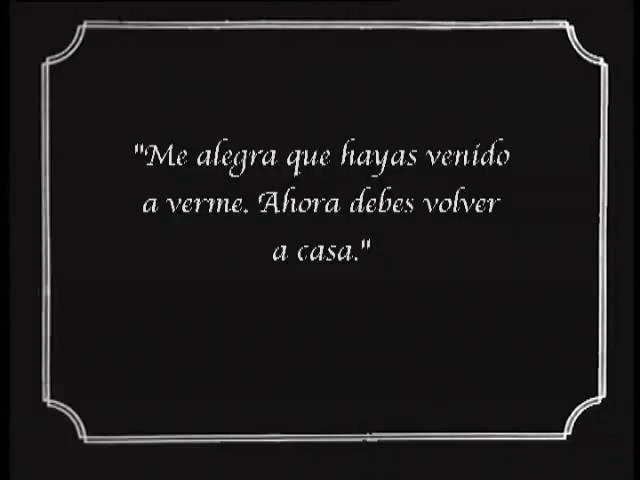 "Me alegra que hayas venido
a verme. Ahora debes volver
a casa."